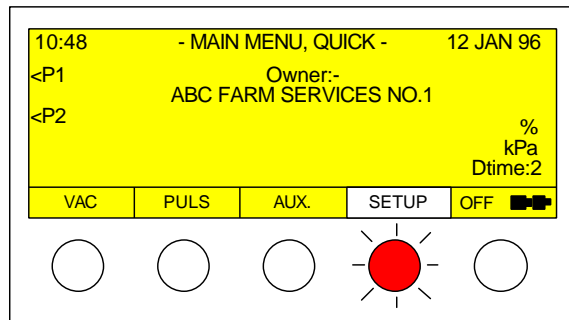 10:48 - MAIN MENU, QUICK - 12 JAN 96
<P1 Owner:-
ABC FARM SERVICES NO.1
<P2
%
kPa
Dtime:2
VAC PULS AUX. SETUP OFF